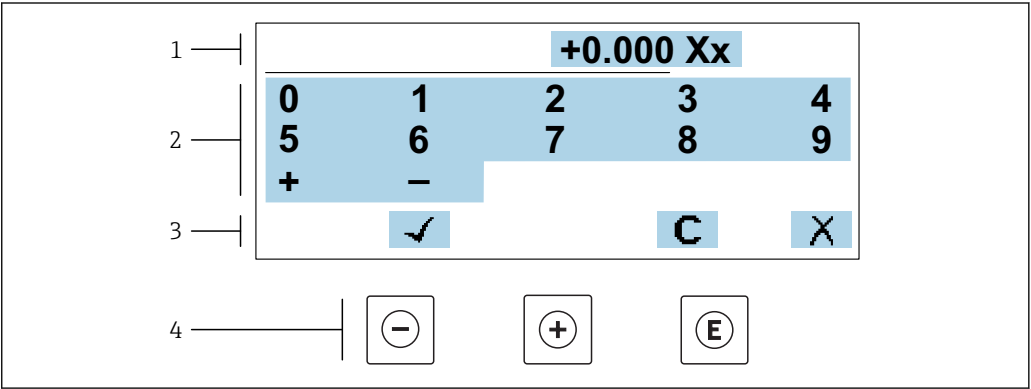 1 +0.000 Xx
0 1 2 3 4
2 5 6 7 8 9
+ –
3 ✓ C X
4 − + E